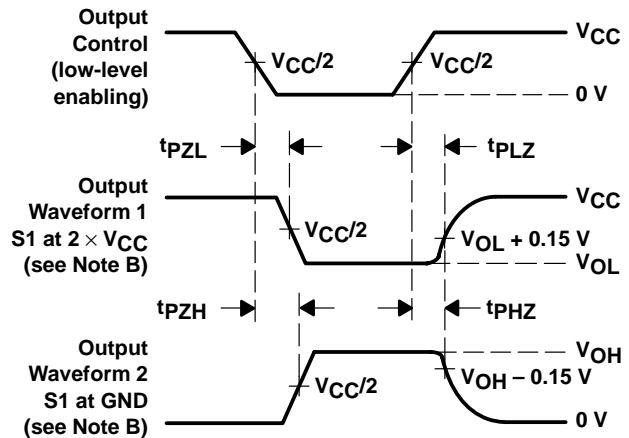 Output
Control
(low-level
enabling)
VCC/2
VCC/2
VCC
0 V
tPZL
tPLZ
Output
Waveform 1
S1 at 2 × VCC
(see Note B)
VCC/2
VCC
VOL + 0.15 V
VOL
tPZH
tPHZ
Output
Waveform 2
S1 at GND
(see Note B)
VCC/2
VOH
VOH – 0.15 V
0 V